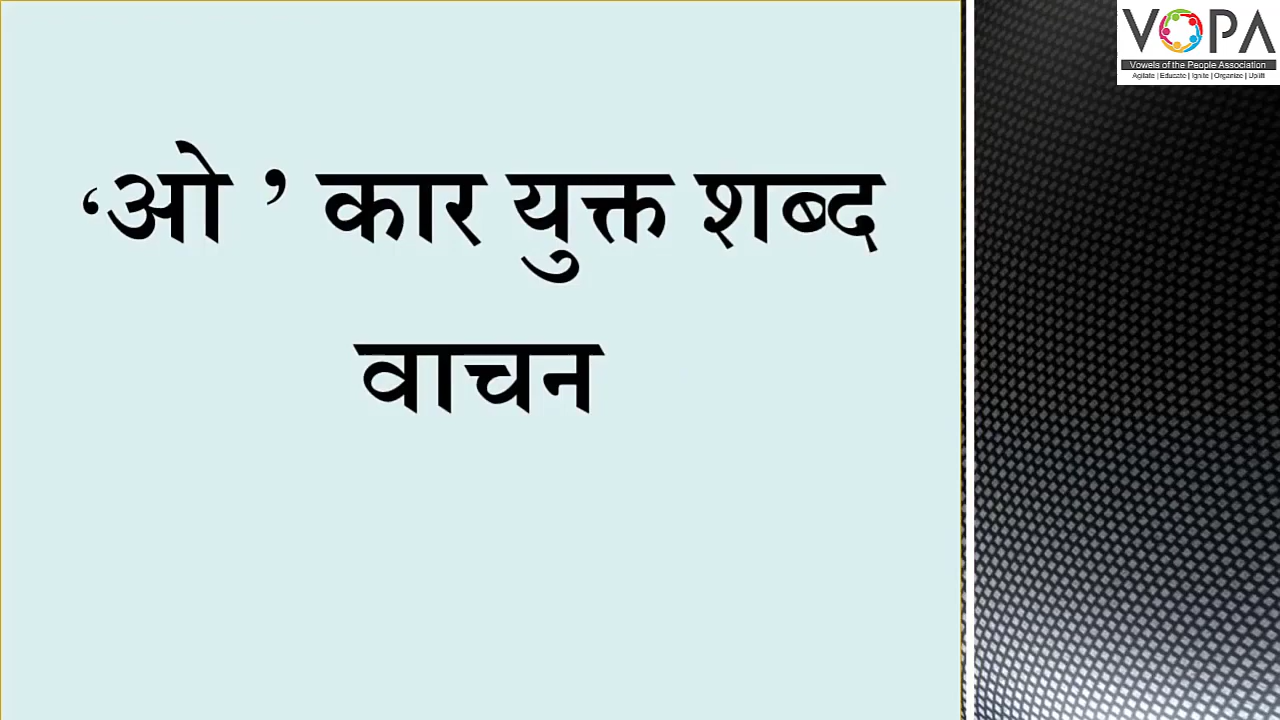 ‘ओ ’ कार युक्त शब्द
वाचन
VOPA
Vowels of the People Association
Agitate | Educate | Ignite | Organize | Uplift